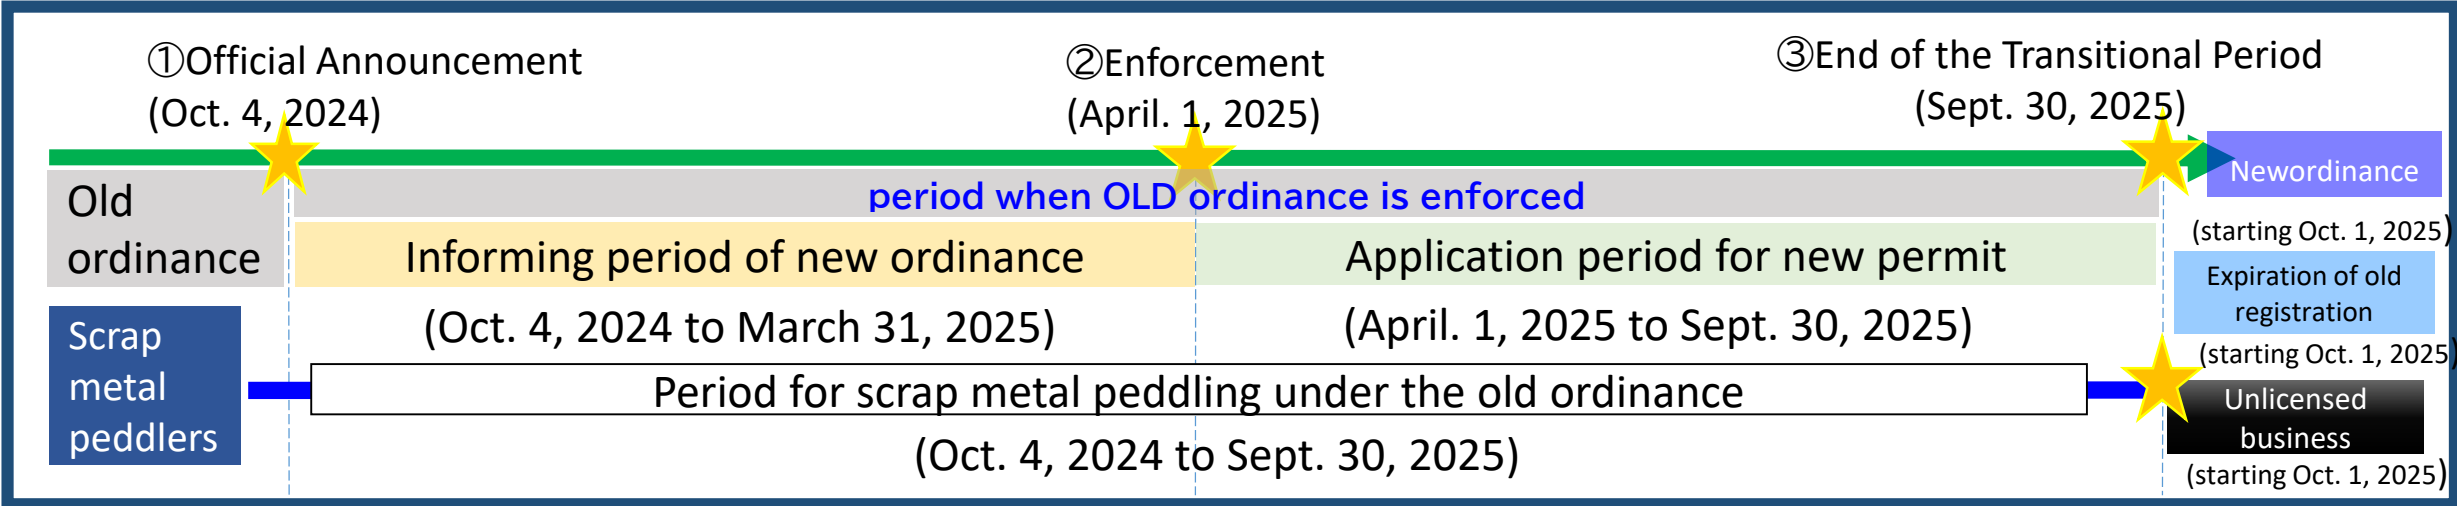 ①Official Announcement
(Oct. 4, 2024)
②Enforcement
(April. 1, 2025)
③End of the Transitional Period
(Sept. 30, 2025)
Newordinance
(starting Oct. 1, 2025)
Old
ordinance
period when OLD ordinance is enforced
Informing period of new ordinance
(Oct. 4, 2024 to March 31, 2025)
Application period for new permit
(April. 1, 2025 to Sept. 30, 2025)
Expiration of old
registration
(starting Oct. 1, 2025)
Scrap
metal
peddlers
Period for scrap metal peddling under the old ordinance
(Oct. 4, 2024 to Sept. 30, 2025)
Unlicensed
business
(starting Oct. 1, 2025)